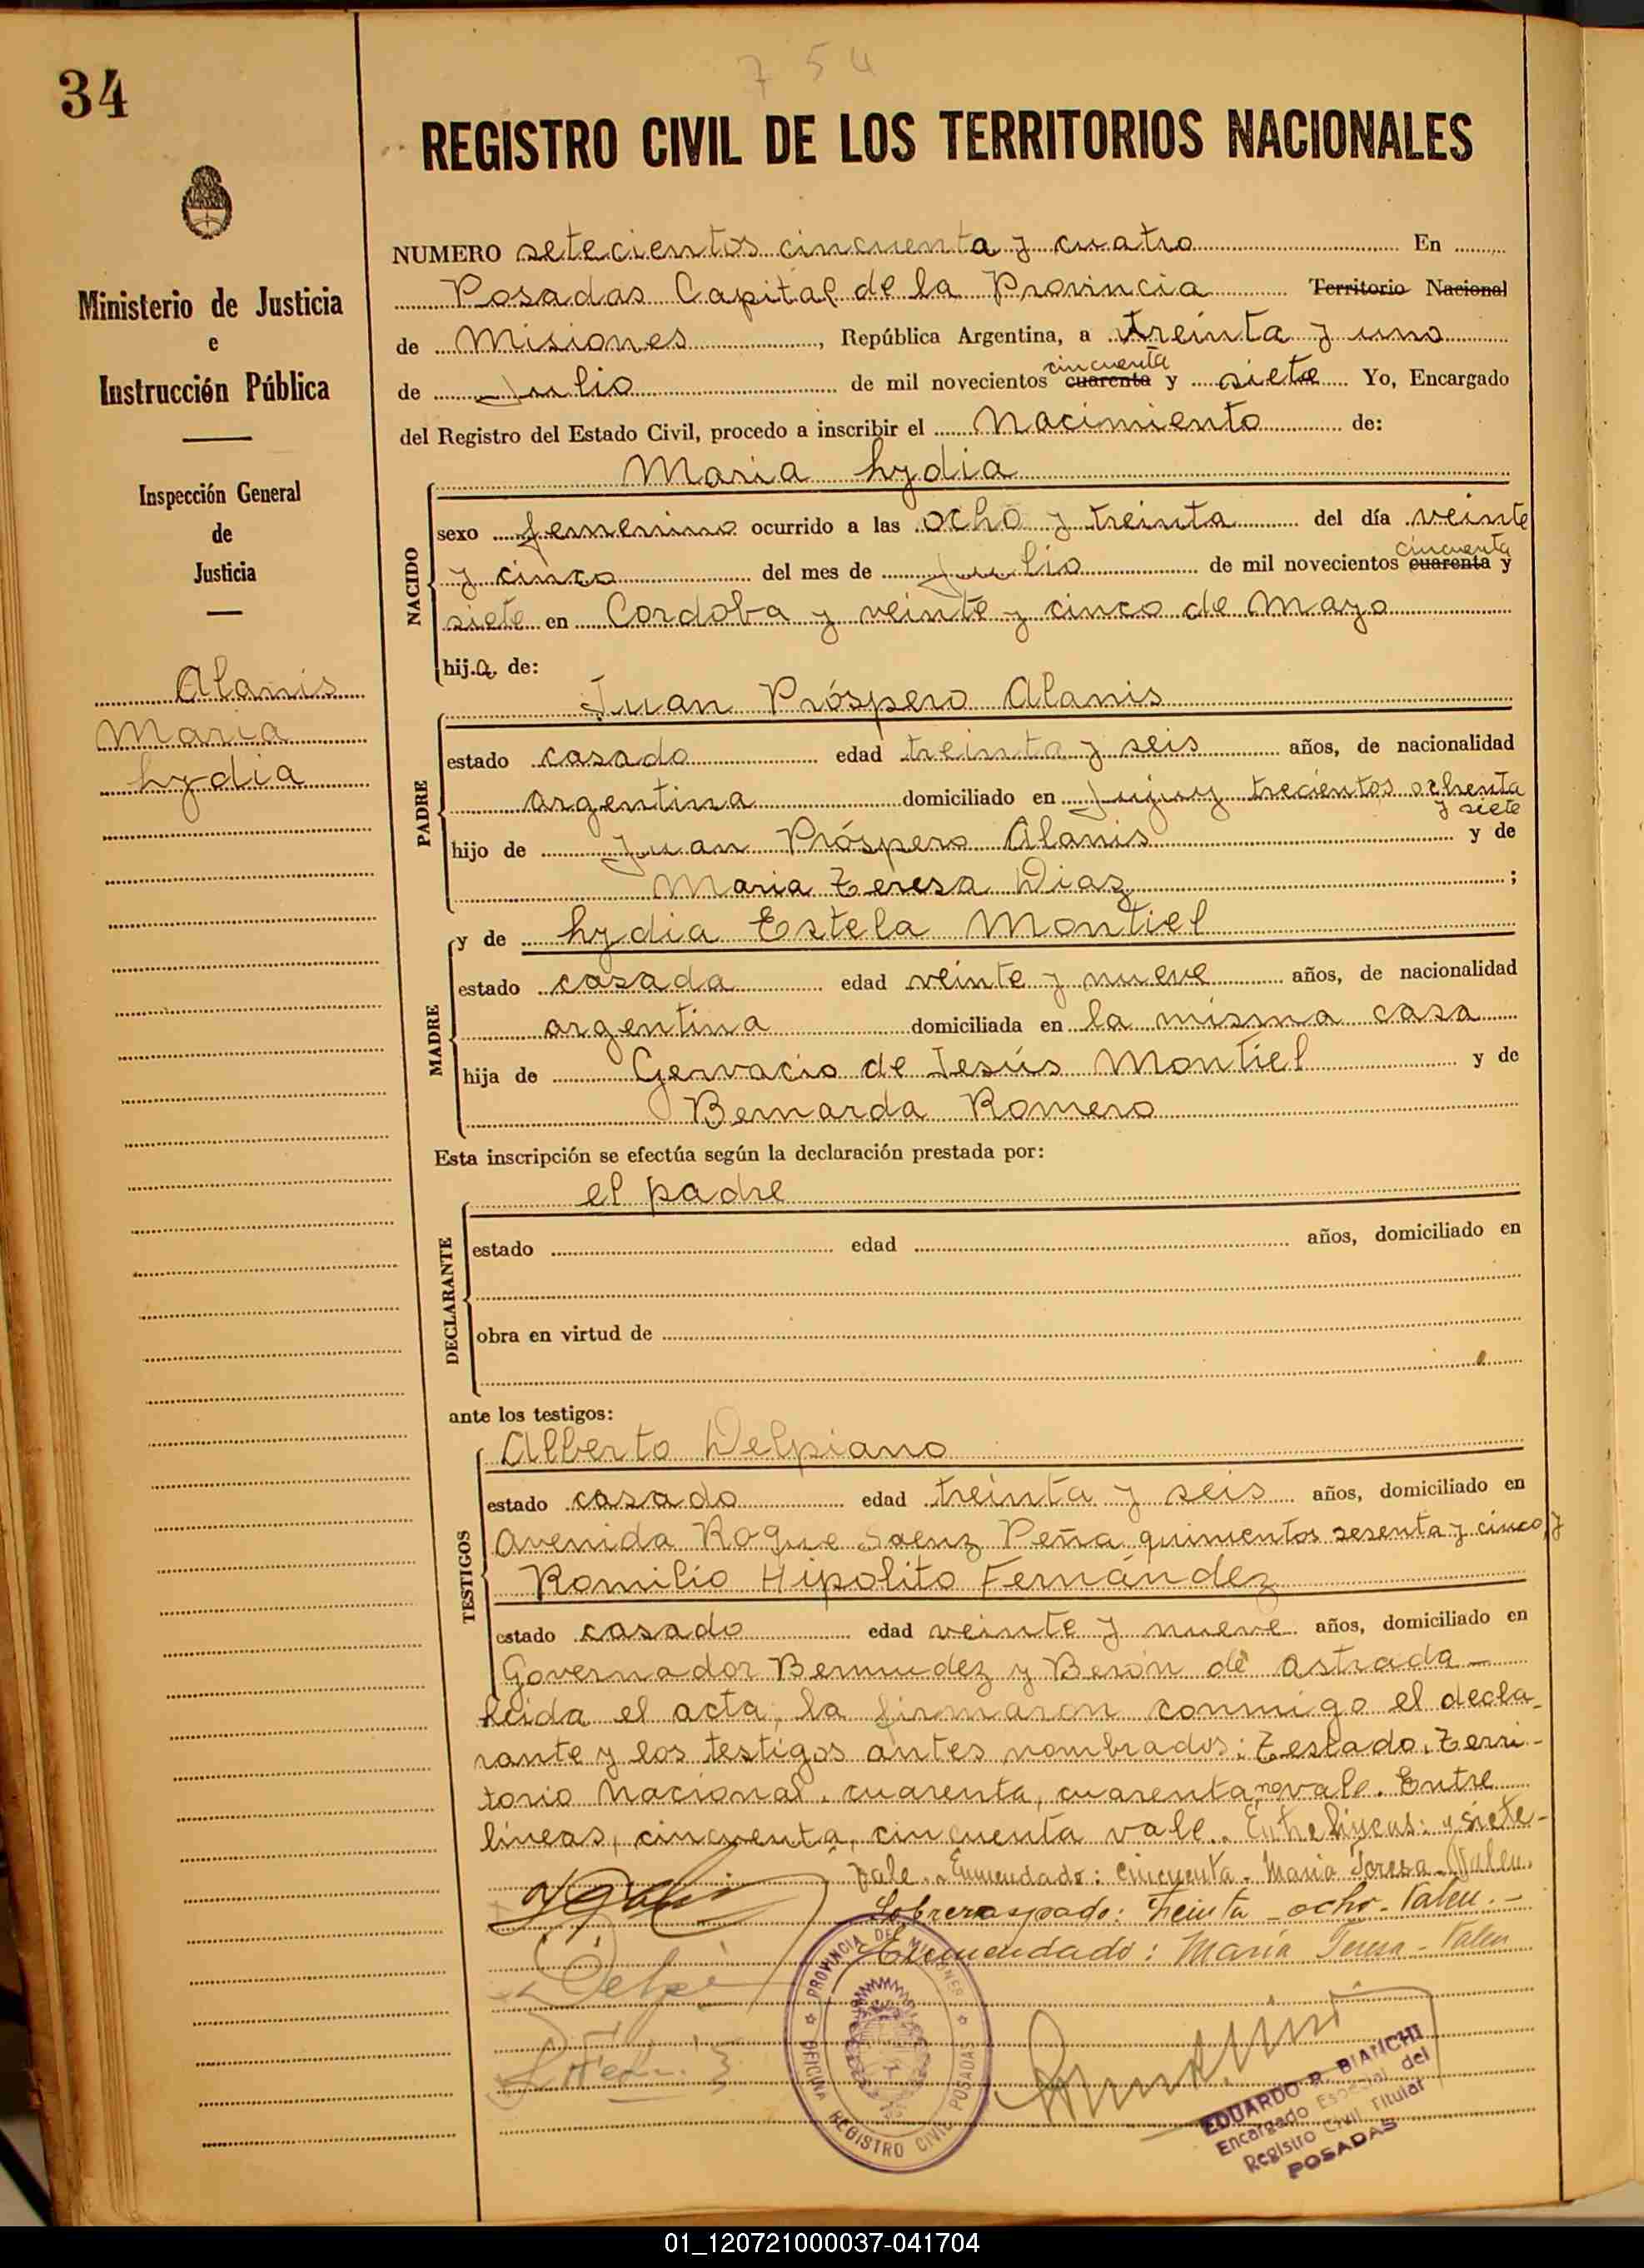 34
754
REGISTRO CIVIL DE LOS TERRITORIOS NACIONALES
Ministerio de Justicia
e
Instrucción Pública
Inspección General
de
Justicia
Alanis
Maria
Lydia
NUMERO setecientos cincuenta y cuatro En
Posadas Capital de la Provincia Territorio Nacional
de Misiones, República Argentina, a treinta y uno
cincuenta
de Julio de mil novecientos cuarenta y siete Yo, Encargado
del Registro del Estado Civil, procedo a inscribir el Nacimiento de:
NACIDO
Maria Lydia
sexo femenino ocurrido a las ocho y treinta del día veinte
cincuenta
y cinco del mes de Julio de mil novecientos cuarenta y
siete en Cordoba y veinte y cinco de Mayo
hij.a. de:
PADRE
Juan Próspero Alanis
estado casado edad treinta y seis años, de nacionalidad
argentina domiciliado en Jujuy trecientos ochenta
y siete
hijo de Juan Próspero Alanis y de
Maria Teresa Diaz ;
MADRE
y de Lydia Estela Montiel
estado casada edad veinte y nueve años, de nacionalidad
argentina domiciliada en la misma casa
hija de Gervacio de Jesús Montiel y de
Bernarda Romero
Esta inscripción se efectúa según la declaración prestada por:
DECLARANTE
el padre
estado edad años, domiciliado en
obra en virtud de
ante los testigos:
TESTIGOS
Alberto Delpiano
estado casado edad treinta y seis años, domiciliado en
Avenida Roque Saenz Peña quinientos sesenta y cinco, y
Romilio Hipolito Fernández
estado casado edad veinte y nueve años, domiciliado en
Governador Bermudez y Berón de Astrada –
Leida el acta, la firmaron conmigo el decla-
rante y los testigos antes nombrados: Testado. Terri-
torio Nacional. cuarenta, cuarenta no vale. Entre
líneas, cincuenta, cincuenta vale. Entre líneas: y siete-
Vale. Enmendado: cincuenta. Maria Teresa - Valen.
Sobreraspado: treinta - ocho - Valen. –
Enmendado: Maria Teresa - Valen
PROVINCIA DE MISIONES
OFICINA REGISTRO CIVIL POSADAS
EDUARDO R. BIANCHI
Encargado Especial del
Registro Civil Titular
POSADAS
01_120721000037-041704